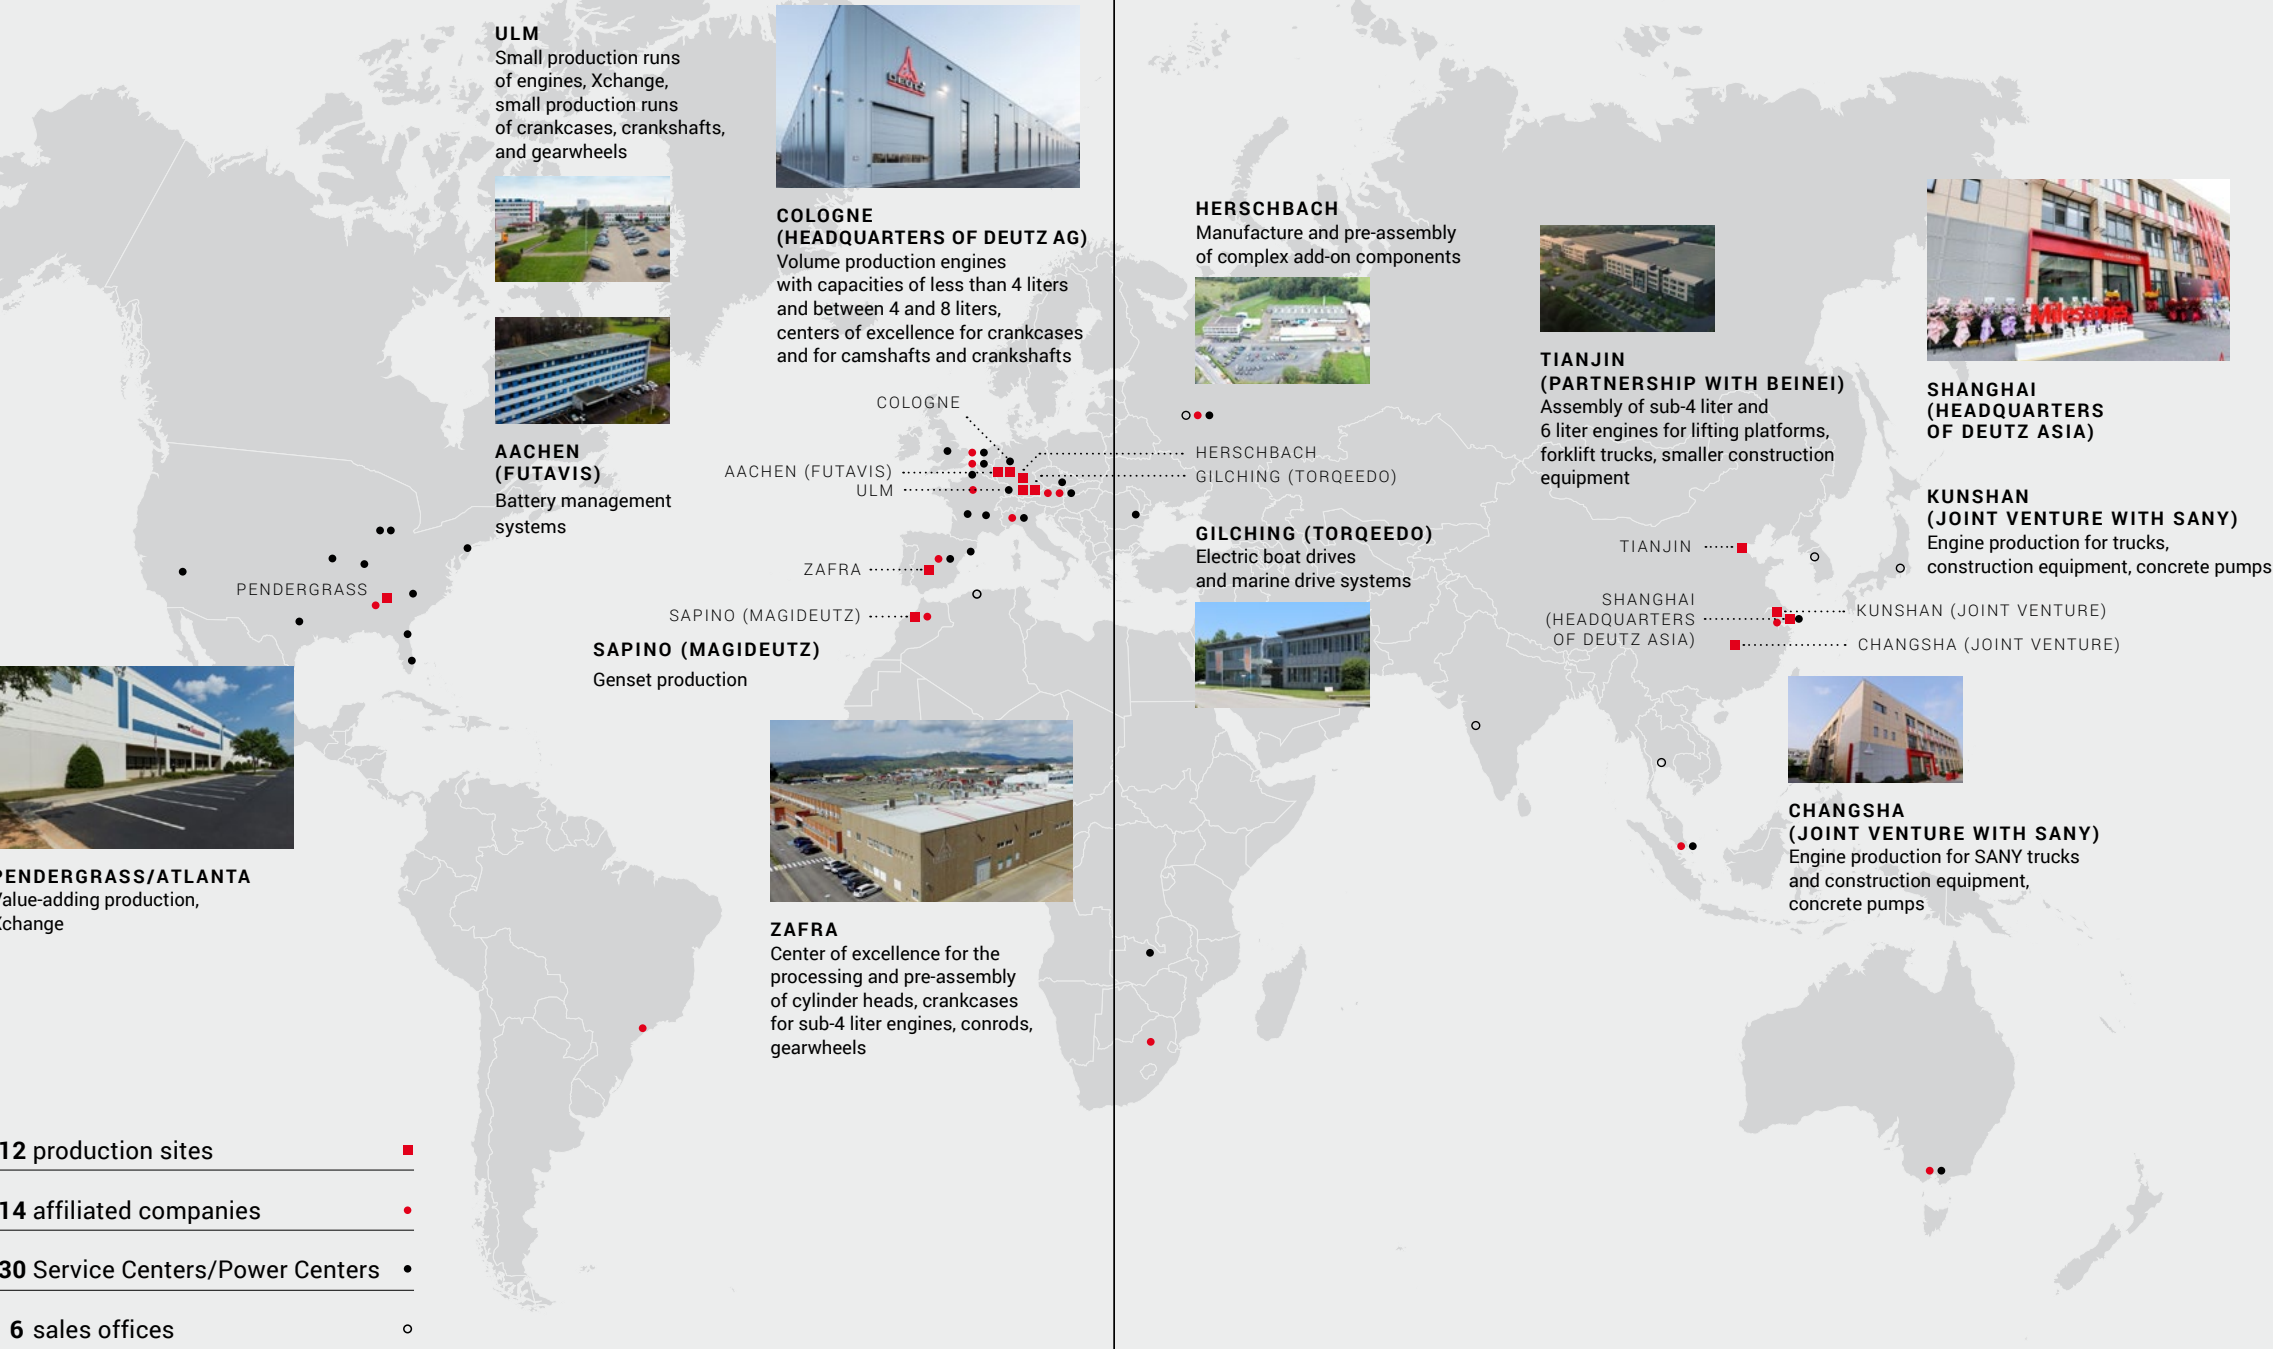 ULM
Small production runs
of engines, Xchange,
small production runs
of crankcases, crankshafts,
and gearwheels
AACHEN
(FUTAVIS)
Battery management
systems
DEUTZ
COLOGNE
(HEADQUARTERS OF DEUTZ AG)
Volume production engines
with capacities of less than 4 liters
and between 4 and 8 liters,
centers of excellence for crankcases
and for camshafts and crankshafts
COLOGNE
AACHEN (FUTAVIS)
ULM
ZAFRA
SAPINO (MAGIDEUTZ)
SAPINO (MAGIDEUTZ)
Genset production
PENDERGRASS
PENDERGRASS/ATLANTA
Value-adding production,
Xchange
ZAFRA
Center of excellence for the
processing and pre-assembly
of cylinder heads, crankcases
for sub-4 liter engines, conrods,
gearwheels
12 production sites
14 affiliated companies
30 Service Centers/Power Centers
6 sales offices
HERSCHBACH
Manufacture and pre-assembly
of complex add-on components
HERSCHBACH
GILCHING (TORQEEDO)
GILCHING (TORQEEDO)
Electric boat drives
and marine drive systems
TIANJIN
(PARTNERSHIP WITH BEINEI)
Assembly of sub-4 liter and
6 liter engines for lifting platforms,
forklift trucks, smaller construction
equipment
TIANJIN
SHANGHAI
(HEADQUARTERS
OF DEUTZ ASIA)
Milestones
SHANGHAI
(HEADQUARTERS
OF DEUTZ ASIA)
KUNSHAN
(JOINT VENTURE WITH SANY)
Engine production for trucks,
construction equipment, concrete pumps
KUNSHAN (JOINT VENTURE)
CHANGSHA (JOINT VENTURE)
CHANGSHA
(JOINT VENTURE WITH SANY)
Engine production for SANY trucks
and construction equipment,
concrete pumps